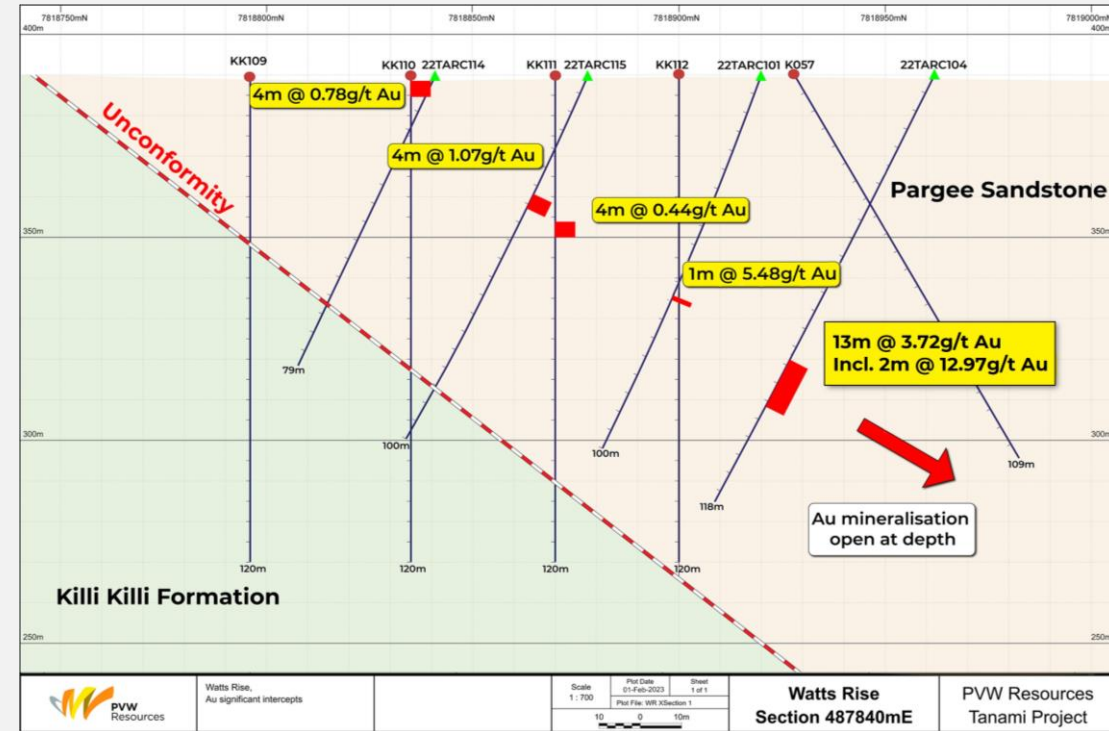 7818750mN 7818800mN 7818850mN 7818900mN 7818950mN 7819000mN
400m 400m
KK109 KK110 22TARC114 KK111 22TARC115 KK112 22TARC101 K057 22TARC104
4m @ 0.78g/t Au
Unconformity
4m @ 1.07g/t Au
Pargee Sandstone
4m @ 0.44g/t Au
350m 350m
1m @ 5.48g/t Au
13m @ 3.72g/t Au
Incl. 2m @ 12.97g/t Au
79m
300m 300m
100m
100m
109m
118m
Au mineralisation
open at depth
120m 120m 120m 120m
Killi Killi Formation
250m 250m
PVW
Resources
Watts Rise,
Au significant intercepts
Scale
1 : 700
Plot Date
01-Feb-2023
Sheet
1 of 1
Plot File: WR XSection 1
10 0 10m
Watts Rise
Section 487840mE
PVW Resources
Tanami Project